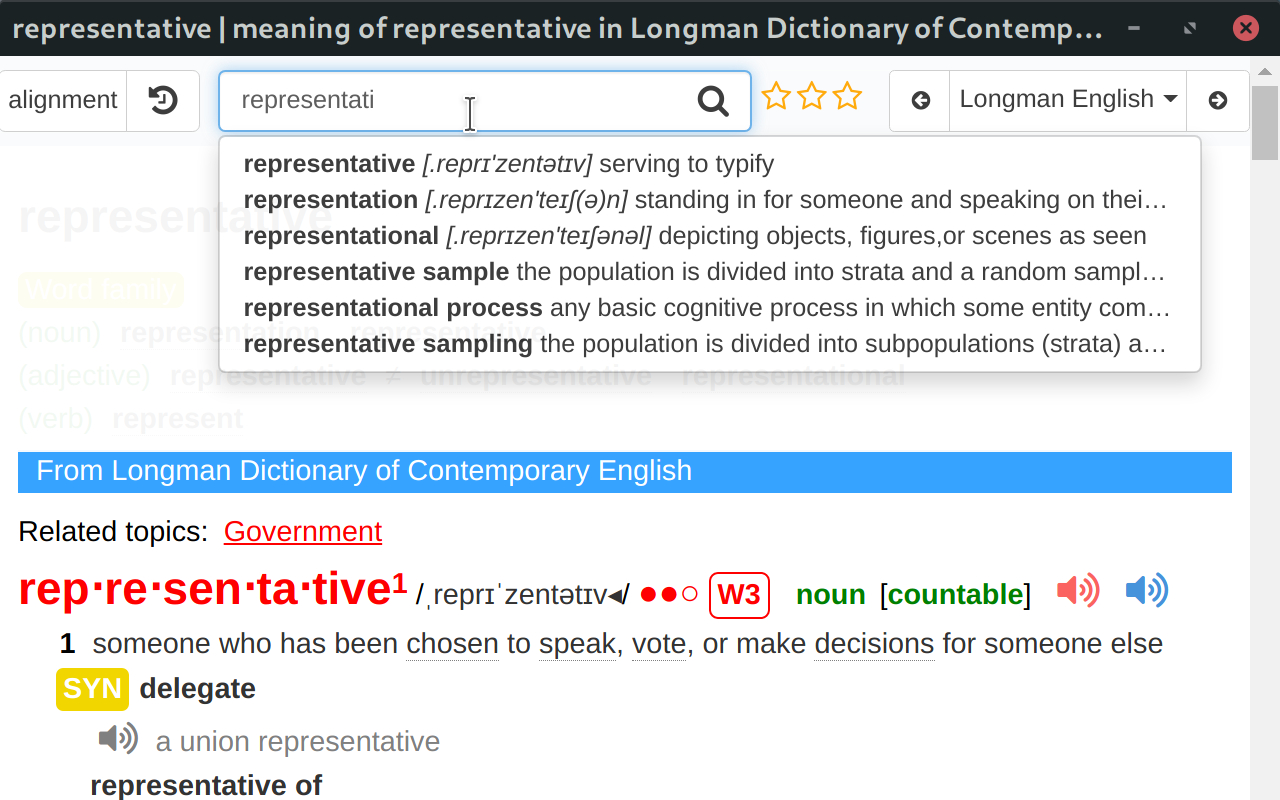 representative | meaning of representative in Longman Dictionary of Contemp...
alignment
representati
Longman English
representative [.reprɪ'zentətɪv] serving to typify
representation [.reprɪzen'teɪʃ(ə)n] standing in for someone and speaking on thei...
representational [.reprɪzen'teɪʃənəl] depicting objects, figures,or scenes as seen
representative sample the population is divided into strata and a random sampl...
representational process any basic cognitive process in which some entity com...
representative sampling the population is divided into subpopulations (strata) a...
representative
Word family
(noun) representation representative
(adjective) representative ≠ unrepresentative representational
(verb) represent
From Longman Dictionary of Contemporary English
Related topics: Government
rep‧re‧sen‧ta‧tive¹ /ˌreprɪˈzentətɪv◂/ ●●○ W3 noun [countable]
1 someone who has been chosen to speak, vote, or make decisions for someone else
SYN delegate
a union representative
representative of